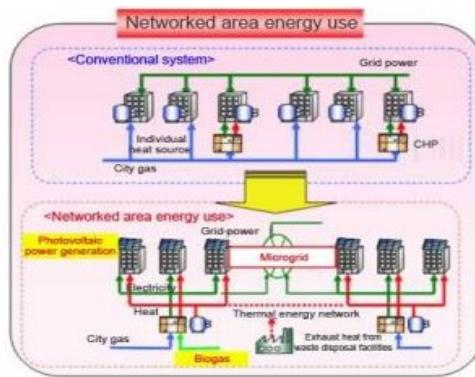 Networked area energy use
<Conventional system>
Grid power
Individual
heat source
CHP
City gas
<Networked area energy use>
Photovoltaic
power generation
Grid power
Microgrid
Electricity
Heat
Thermal energy network
City gas
Exhaust heat from
waste disposal facilities
Biogas